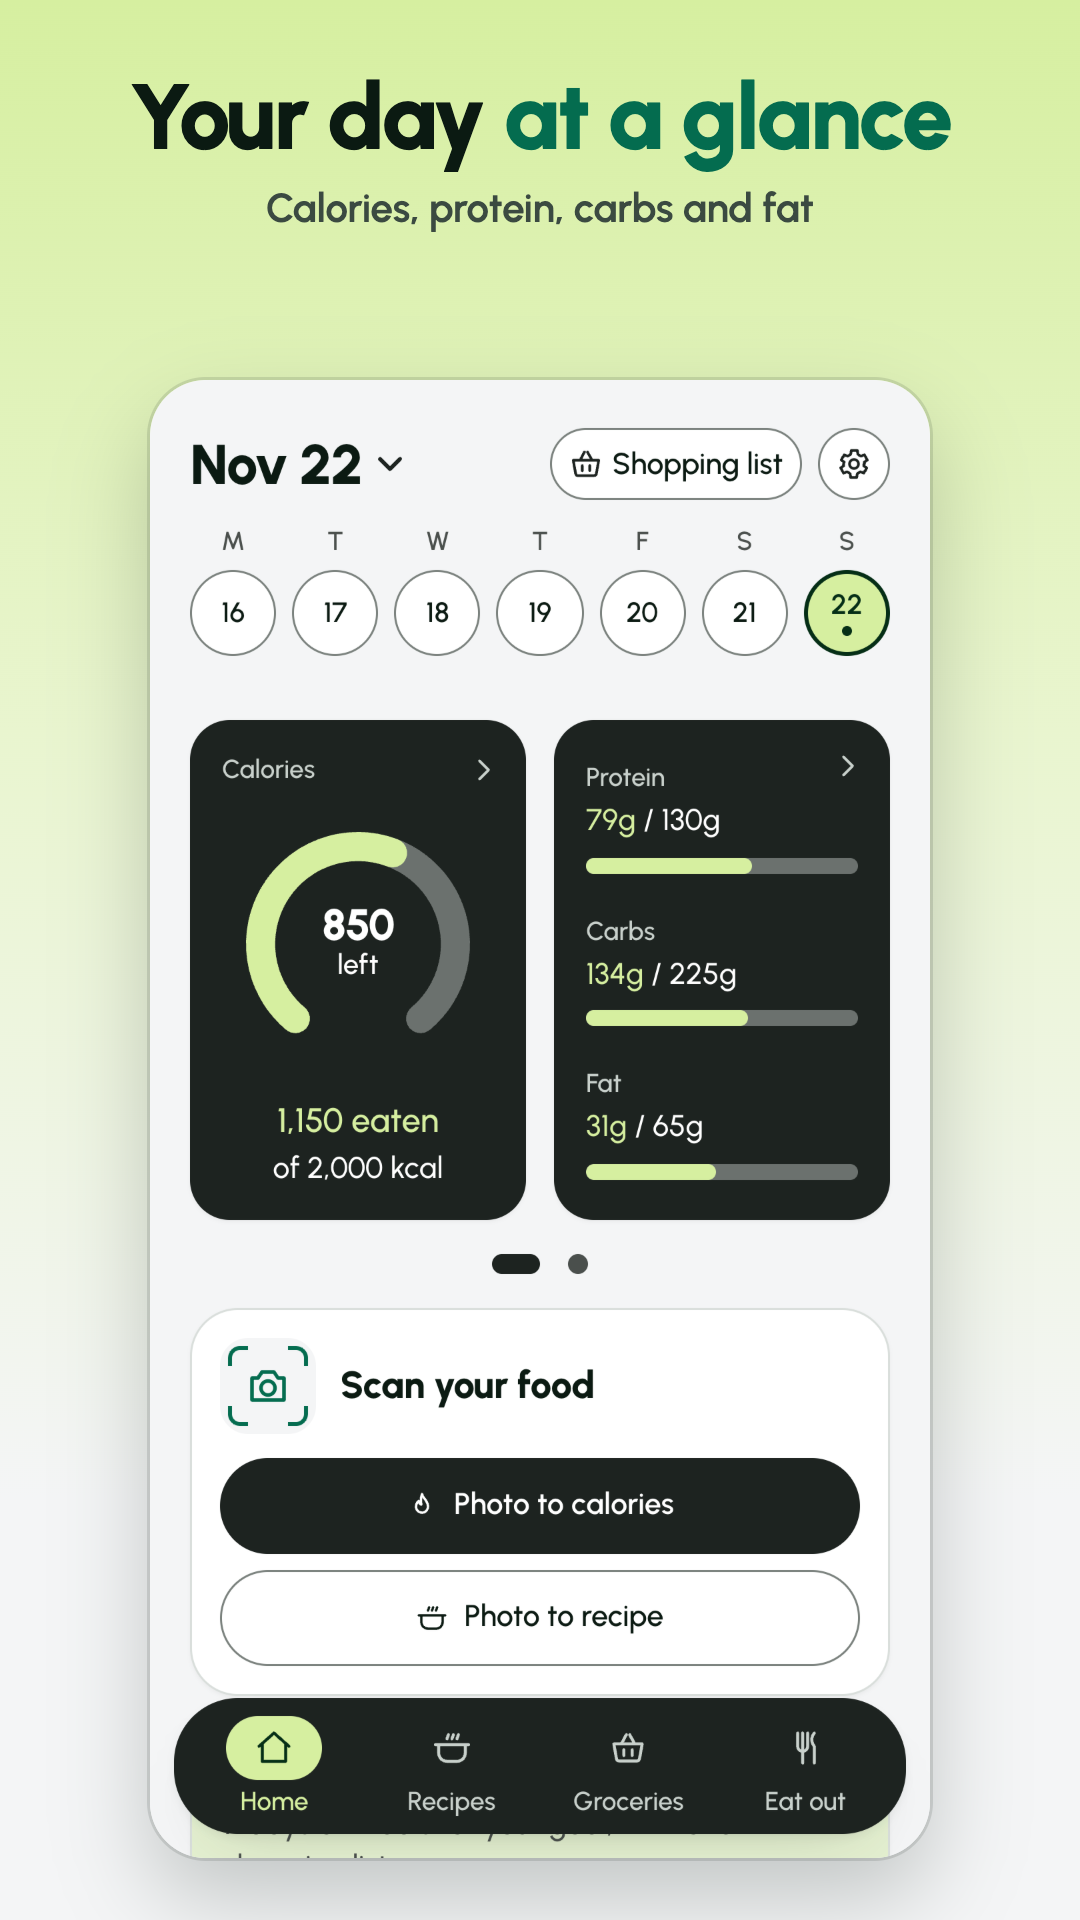 Your day at a glance
Calories, protein, carbs and fat
Nov 22
Shopping list
M T W T F S S
16 17 18 19 20 21 22
Calories
850
left
1,150 eaten
of 2,000 kcal
Protein
79g / 130g
Carbs
134g / 225g
Fat
31g / 65g
Scan your food
Photo to calories
Photo to recipe
Home Recipes Groceries Eat out